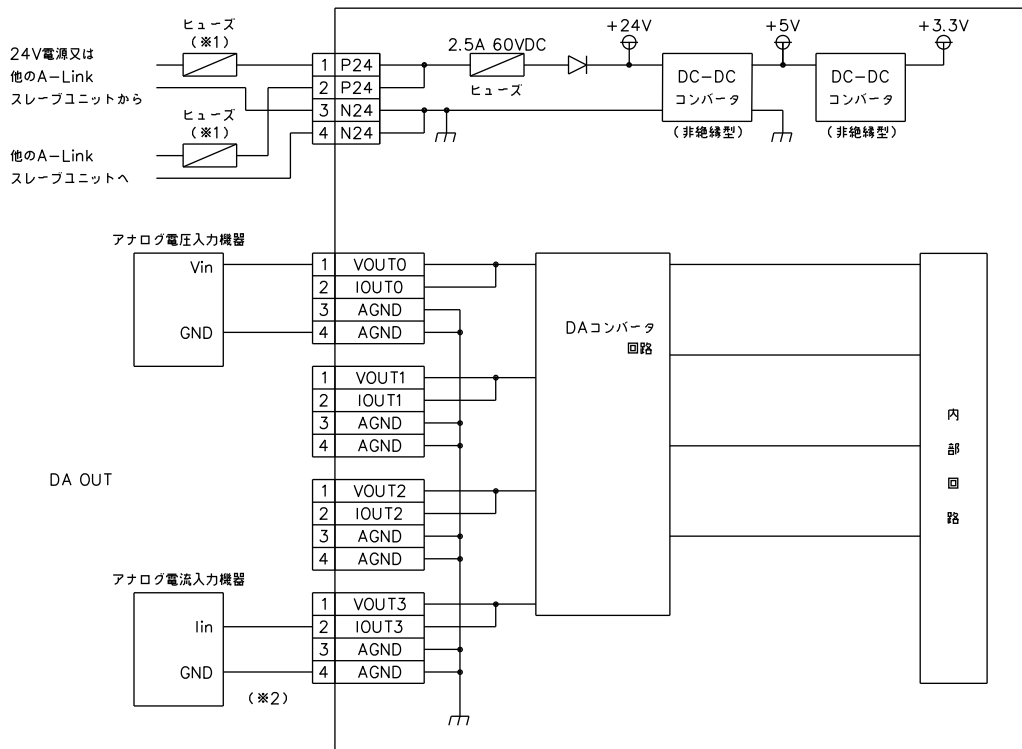 ヒューズ
(※1)
24V電源又は
他のA-Link
スレーブユニットから
ヒューズ
(※1)
他のA-Link
スレーブユニットへ
1 P24
2 P24
3 N24
4 N24
2.5A 60VDC
ヒューズ
+24V
DC-DC
コンバータ
(非絶縁型)
+5V
DC-DC
コンバータ
(非絶縁型)
+3.3V
アナログ電圧入力機器
Vin
GND
1 VOUT0
2 IOUT0
3 AGND
4 AGND
1 VOUT1
2 IOUT1
3 AGND
4 AGND
DA OUT
1 VOUT2
2 IOUT2
3 AGND
4 AGND
アナログ電流入力機器
Iin
GND
(※2)
1 VOUT3
2 IOUT3
3 AGND
4 AGND
DAコンバータ
回路
内
部
回
路